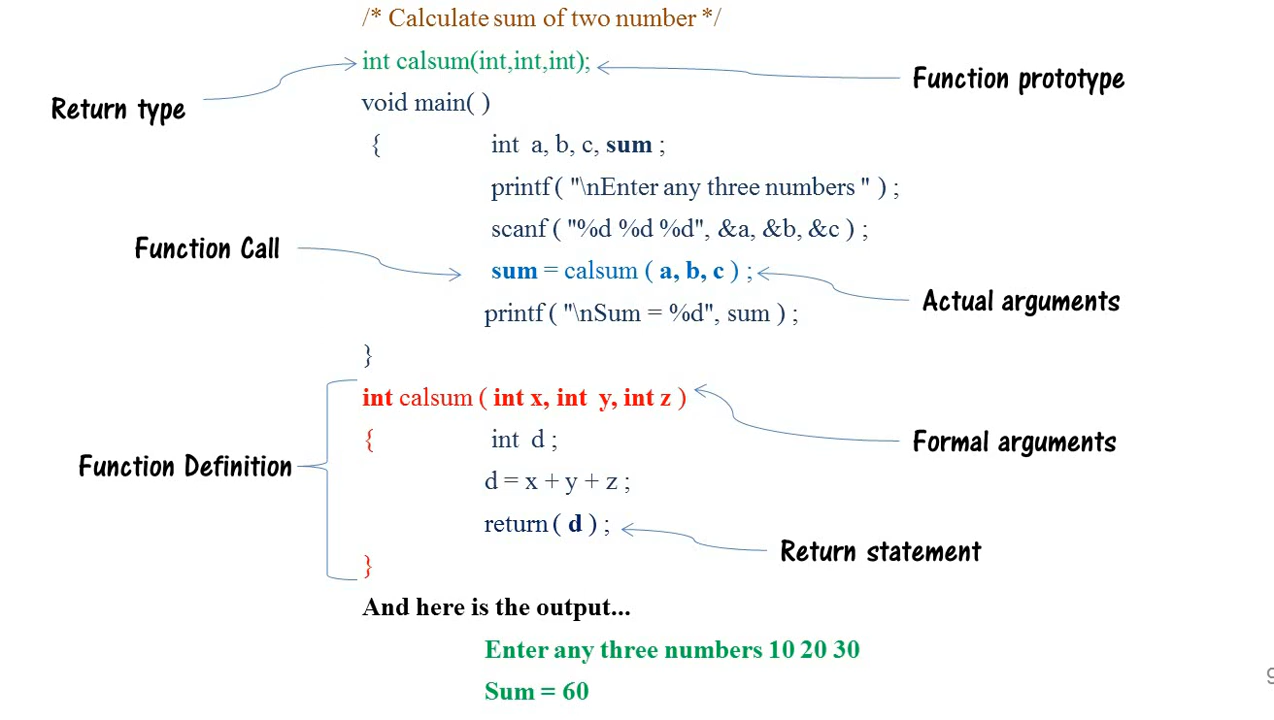 /* Calculate sum of two number */
int calsum(int,int,int);
Function prototype
Return type
void main( )
{ int a, b, c, sum ;
printf ( "\nEnter any three numbers " ) ;
scanf ( "%d %d %d", &a, &b, &c ) ;
Function Call
sum = calsum ( a, b, c ) ;
Actual arguments
printf ( "\nSum = %d", sum ) ;
}
int calsum ( int x, int y, int z )
{ int d ;
Formal arguments
Function Definition
d = x + y + z ;
return ( d ) ;
Return statement
}
And here is the output...
Enter any three numbers 10 20 30
Sum = 60
9